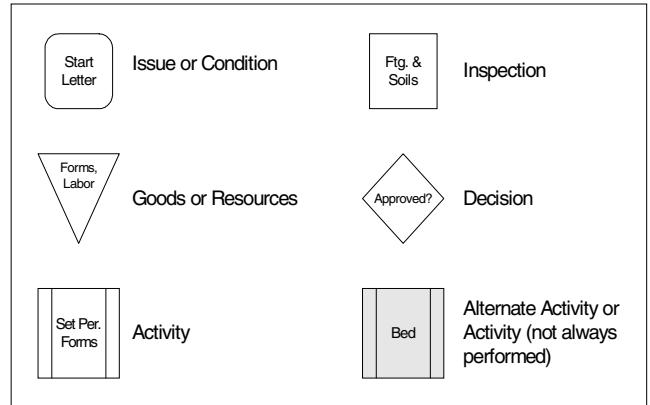 Start
Letter
Issue or Condition
Ftg. &
Soils
Inspection
Forms,
Labor
Goods or Resources
Approved?
Decision
Set Per.
Forms
Activity
Bed
Alternate Activity or
Activity (not always
performed)